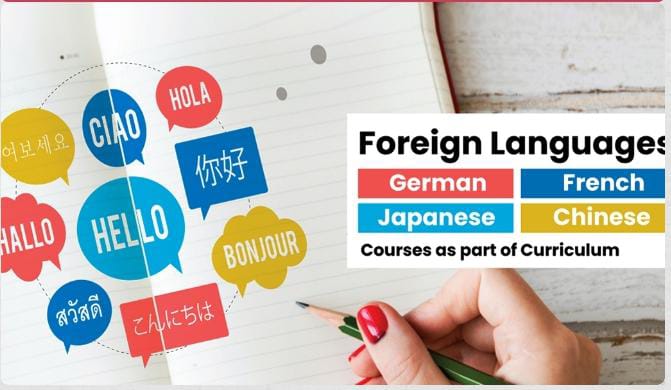 HOLA
CIAO
여보세요
你好
HALLO
HELLO
BONJOUR
สวัสดี
こんにちは
Foreign Languages
German
French
Japanese
Chinese
Courses as part of Curriculum